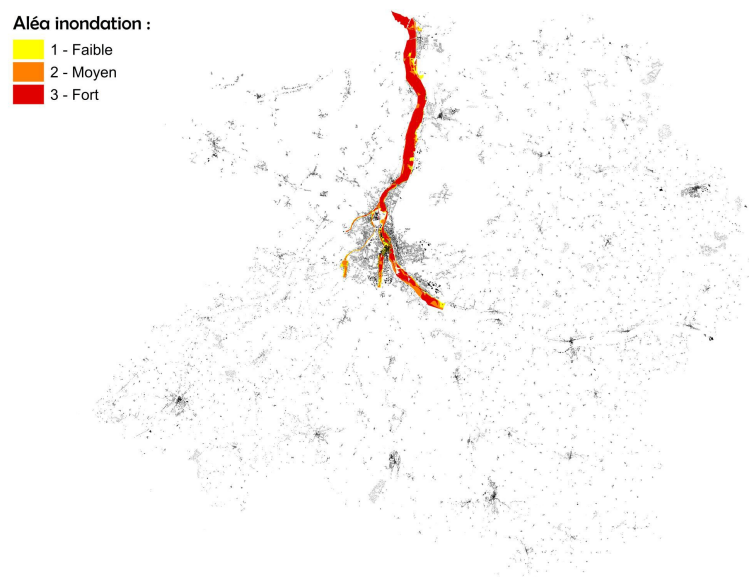 Aléa inondation :
1 - Faible
2 - Moyen
3 - Fort